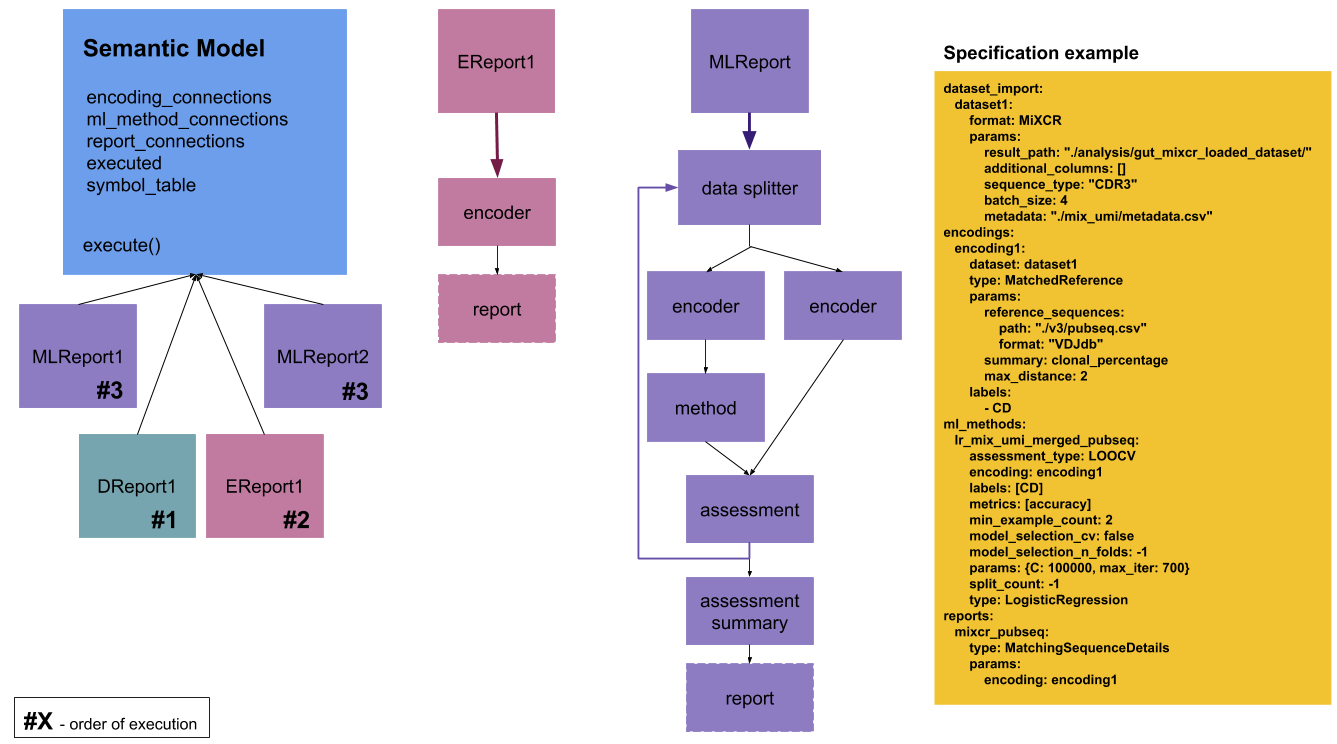 Semantic Model
encoding_connections
ml_method_connections
report_connections
executed
symbol_table
execute()
MLReport1
#3
MLReport2
#3
DReport1
#1
EReport1
#2
#X - order of execution
EReport1
encoder
report
MLReport
data splitter
encoder
encoder
method
assessment
assessment
summary
report
Specification example
dataset_import:
dataset1:
format: MiXCR
params:
result_path: "./analysis/gut_mixcr_loaded_dataset/"
additional_columns: []
sequence_type: "CDR3"
batch_size: 4
metadata: "./mix_umi/metadata.csv"
encodings:
encoding1:
dataset: dataset1
type: MatchedReference
params:
reference_sequences:
path: "./v3/pubseq.csv"
format: "VDJdb"
summary: clonal_percentage
max_distance: 2
labels:
- CD
ml_methods:
lr_mix_umi_merged_pubseq:
assessment_type: LOOCV
encoding: encoding1
labels: [CD]
metrics: [accuracy]
min_example_count: 2
model_selection_cv: false
model_selection_n_folds: -1
params: {C: 100000, max_iter: 700}
split_count: -1
type: LogisticRegression
reports:
mixcr_pubseq:
type: MatchingSequenceDetails
params:
encoding: encoding1